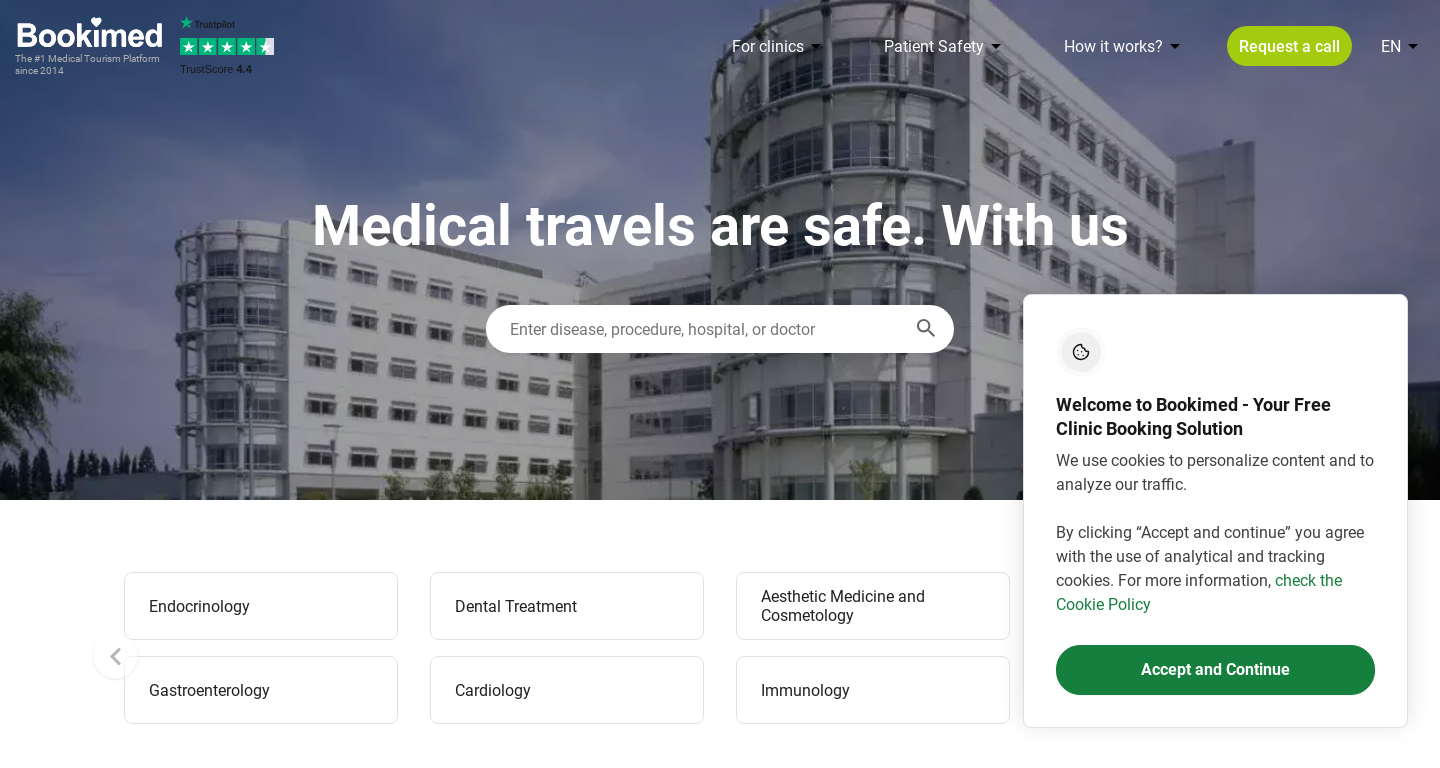 Bookimed
The #1 Medical Tourism Platform
since 2014
Trustpilot
TrustScore 4.4
For clinics
Patient Safety
How it works?
Request a call
EN
Medical travels are safe. With us
Enter disease, procedure, hospital, or doctor
Welcome to Bookimed - Your Free
Clinic Booking Solution
We use cookies to personalize content and to
analyze our traffic.
By clicking “Accept and continue” you agree
with the use of analytical and tracking
cookies. For more information, check the
Cookie Policy
Accept and Continue
Endocrinology
Dental Treatment
Aesthetic Medicine and
Cosmetology
Gastroenterology
Cardiology
Immunology